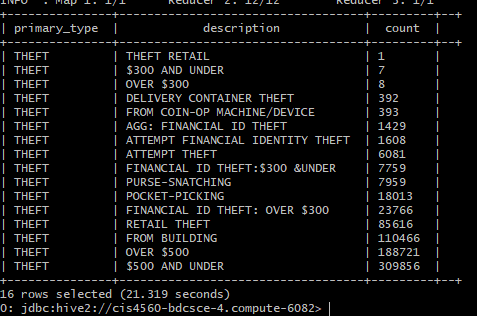 INFO : Map 1: 1/1 Reducer 2: 12/12 Reducer 3: 1/1
+---------------+------------------------------------+---------+--+
| primary_type | description | count |
+---------------+------------------------------------+---------+--+
| THEFT | THEFT RETAIL | 1 |
| THEFT | $300 AND UNDER | 7 |
| THEFT | OVER $300 | 8 |
| THEFT | DELIVERY CONTAINER THEFT | 392 |
| THEFT | FROM COIN-OP MACHINE/DEVICE | 393 |
| THEFT | AGG: FINANCIAL ID THEFT | 1429 |
| THEFT | ATTEMPT FINANCIAL IDENTITY THEFT | 1608 |
| THEFT | ATTEMPT THEFT | 6081 |
| THEFT | FINANCIAL ID THEFT:$300 &UNDER | 7759 |
| THEFT | PURSE-SNATCHING | 7959 |
| THEFT | POCKET-PICKING | 18013 |
| THEFT | FINANCIAL ID THEFT: OVER $300 | 23766 |
| THEFT | RETAIL THEFT | 85616 |
| THEFT | FROM BUILDING | 110466 |
| THEFT | OVER $500 | 188721 |
| THEFT | $500 AND UNDER | 309856 |
+---------------+------------------------------------+---------+--+
16 rows selected (21.319 seconds)
0: jdbc:hive2://cis4560-bdcsce-4.compute-6082>